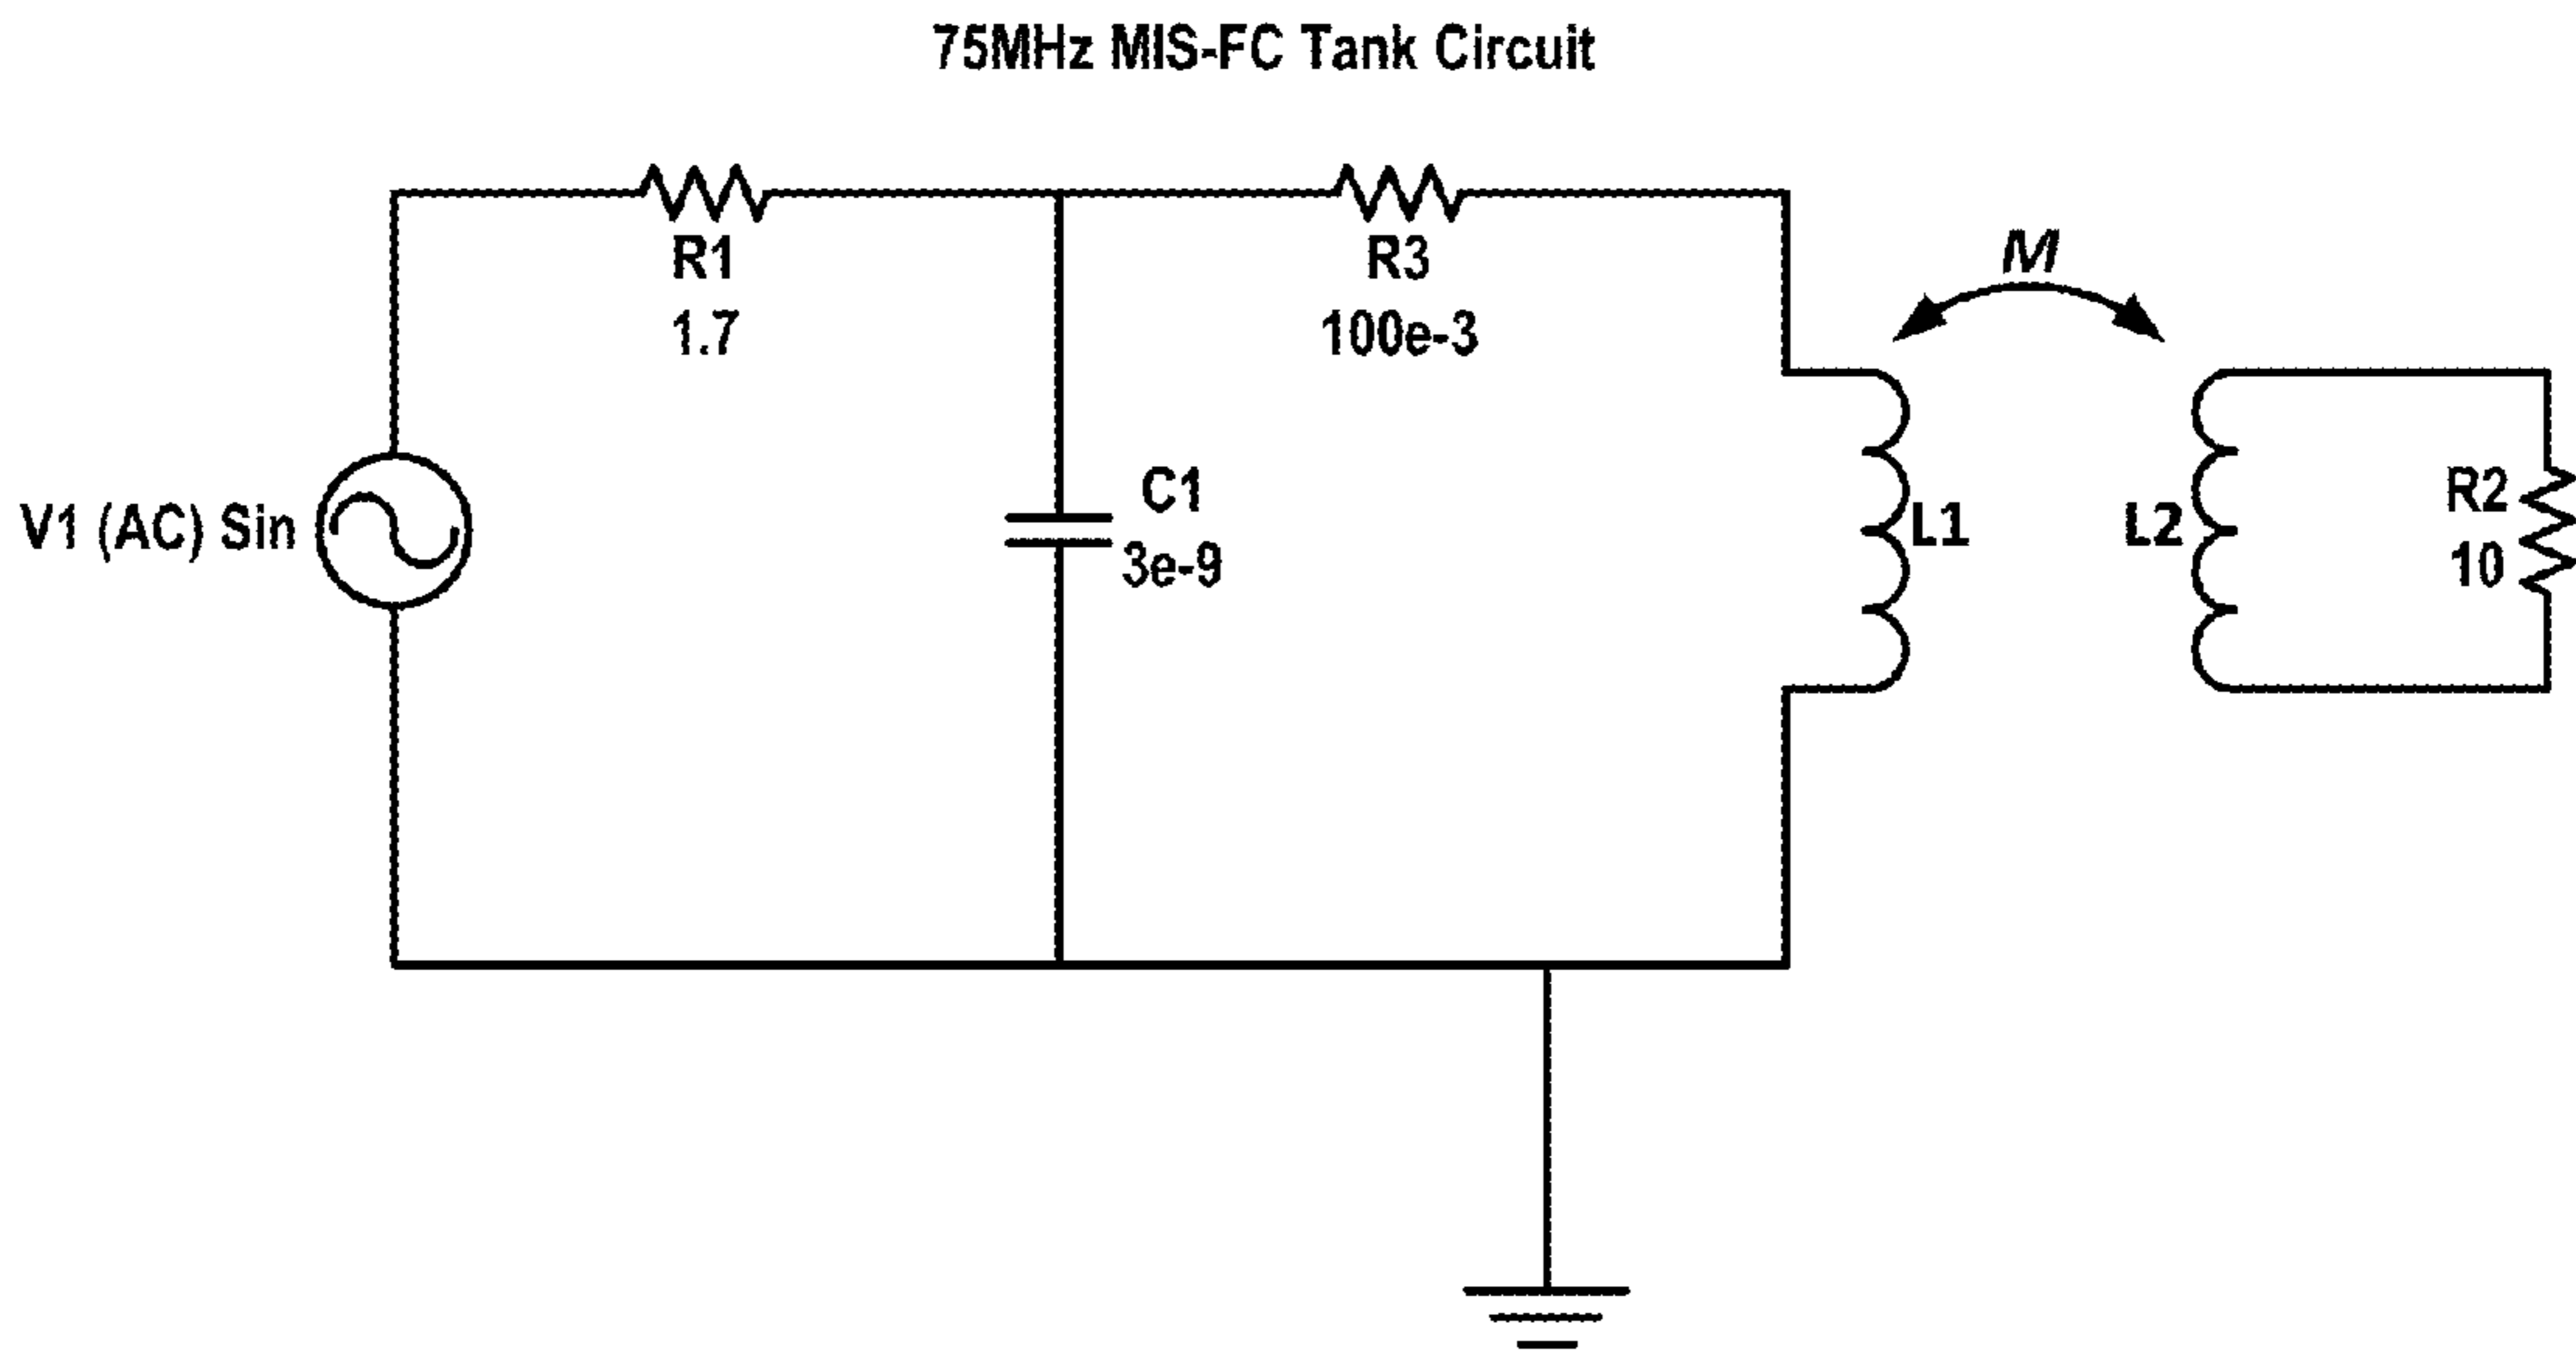 75MHz MIS-FC Tank Circuit
R1
1.7
R3
100e-3
M
V1 (AC) Sin
C1
3e-9
L1
L2
R2
10